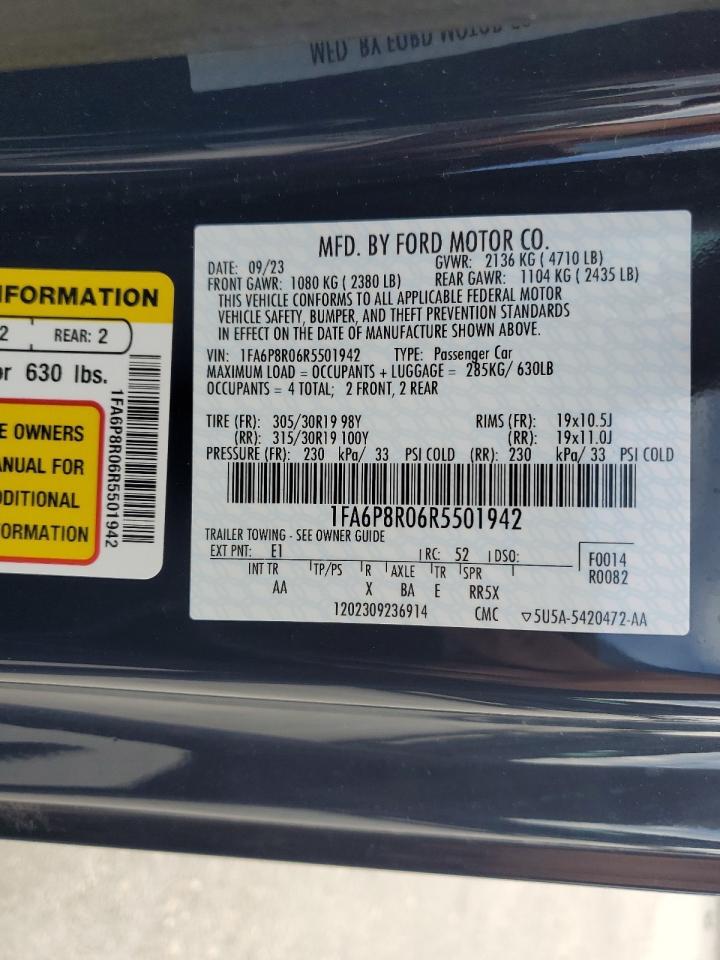 MFD. BY FORD MOTOR CO.
DATE: 09/23 GVWR: 2136 KG ( 4710 LB)
FRONT GAWR: 1080 KG ( 2380 LB) REAR GAWR: 1104 KG ( 2435 LB)
THIS VEHICLE CONFORMS TO ALL APPLICABLE FEDERAL MOTOR
VEHICLE SAFETY, BUMPER, AND THEFT PREVENTION STANDARDS
IN EFFECT ON THE DATE OF MANUFACTURE SHOWN ABOVE.
VIN: 1FA6P8R06R5501942 TYPE: Passenger Car
MAXIMUM LOAD = OCCUPANTS + LUGGAGE = 285KG/ 630LB
OCCUPANTS = 4 TOTAL; 2 FRONT, 2 REAR
TIRE (FR): 305/30R19 98Y RIMS (FR): 19x10.5J
(RR): 315/30R19 100Y (RR): 19x11.0J
PRESSURE (FR): 230 kPa/ 33 PSI COLD (RR): 230 kPa/ 33 PSI COLD
1FA6P8R06R5501942
TRAILER TOWING - SEE OWNER GUIDE
EXT PNT: E1 RC: 52 DSO: F0014
R0082
INT TR TP/PS R AXLE TR SPR
AA X BA E RR5X
1202309236914 CMC ▽5U5A-5420472-AA
NFORMATION
2 REAR: 2
or 630 lbs.
E OWNERS
ANUAL FOR
DDITIONAL
FORMATION
1FA6P8R06R5501942